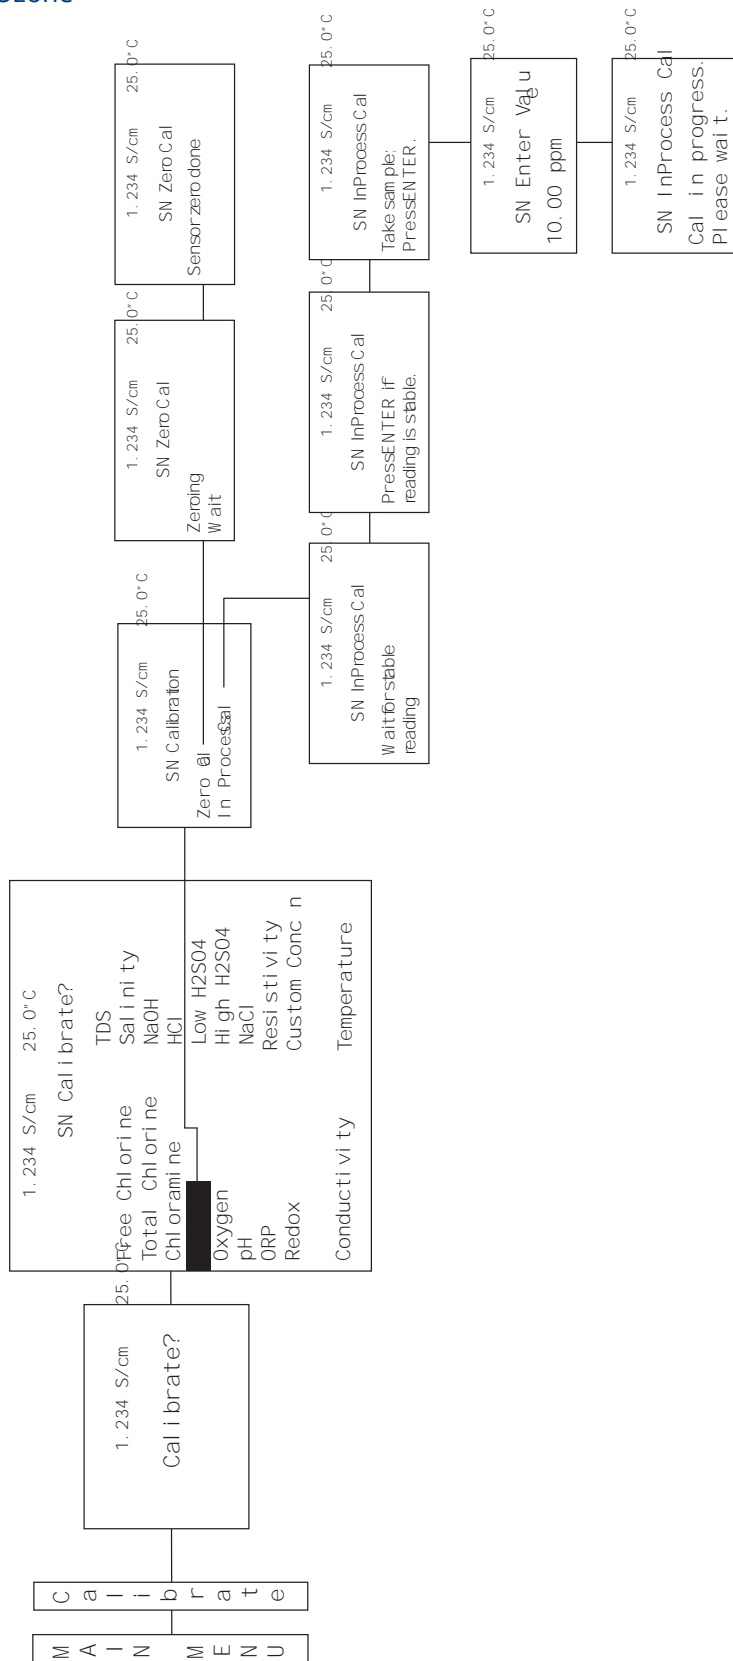 MAIN MENU
Calibrate
1.234 S/cm 25.0°C
Calibrate?
1.234 S/cm 25.0°C
SN Calibrate?
Free Chlorine
Total Chlorine
Chloramine
Oxygen
pH
ORP
Redox
Conductivity
TDS
Salinity
NaOH
HCl
Low H2SO4
High H2SO4
NaCl
Resistivity
Custom Conc n
Temperature
1.234 S/cm 25.0°C
SN Calibration
Zero Cal
In Process Cal
1.234 S/cm 25.0°C
SN Zero Cal
Zeroing
Wait
1.234 S/cm 25.0°C
SN Zero Cal
Sensor zero done
1.234 S/cm 25.0°C
SN InProcess Cal
Wait for stable
reading
1.234 S/cm 25.0°C
SN InProcess Cal
Press ENTER if
reading is stable.
1.234 S/cm 25.0°C
SN InProcess Cal
Take sample;
Press ENTER.
1.234 S/cm 25.0°C
SN Enter Value
10.00 ppm
1.234 S/cm 25.0°C
SN InProcess Cal
Cal in progress.
Please wait.